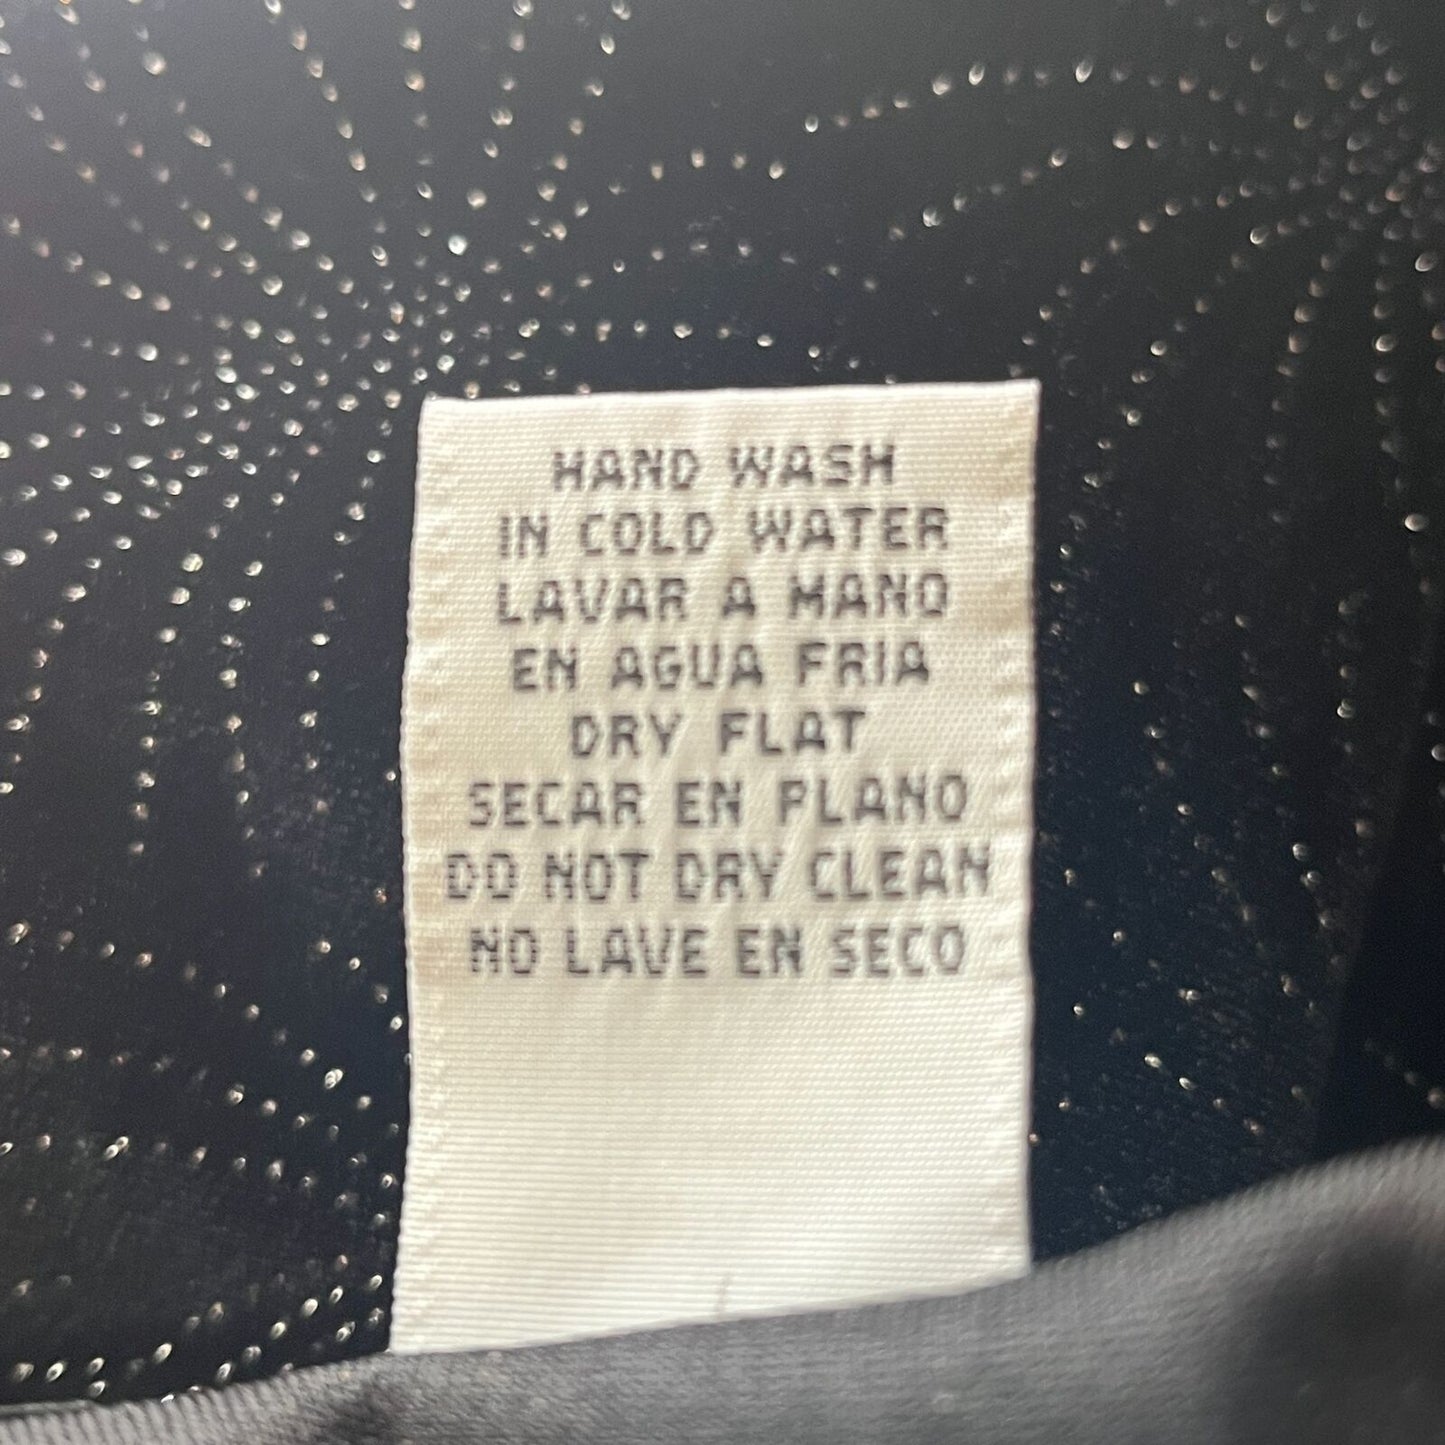 HAND WASH
IN COLD WATER
LAVAR A MANO
EN AGUA FRIA
DRY FLAT
SECAR EN PLANO
DO NOT DRY CLEAN
NO LAVE EN SECO